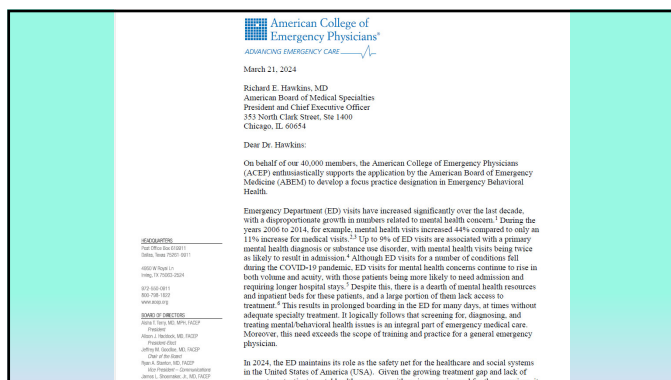 American College of
Emergency Physicians®
ADVANCING EMERGENCY CARE
March 21, 2024
Richard E. Hawkins, MD
American Board of Medical Specialties
President and Chief Executive Officer
353 North Clark Street, Ste 1400
Chicago, IL 60654
Dear Dr. Hawkins:
On behalf of our 40,000 members, the American College of Emergency Physicians
(ACEP) enthusiastically supports the application by the American Board of Emergency
Medicine (ABEM) to develop a focus practice designation in Emergency Behavioral
Health.
Emergency Department (ED) visits have increased significantly over the last decade,
with a disproportionate growth in numbers related to mental health concern.1 During the
years 2006 to 2014, for example, mental health visits increased 44% compared to only an
11% increase for medical visits.2,3 Up to 9% of ED visits are associated with a primary
mental health diagnosis or substance use disorder, with mental health visits being twice
as likely to result in admission.4 Although ED visits for a number of conditions fell
during the COVID-19 pandemic, ED visits for mental health concerns continue to rise in
both volume and acuity, with those patients being more likely to need admission and
requiring longer hospital stays.5 Despite this, there is a dearth of mental health resources
and inpatient beds for these patients, and a large portion of them lack access to
treatment.6 This results in prolonged boarding in the ED for many days, at times without
adequate specialty treatment. It logically follows that screening for, diagnosing, and
treating mental/behavioral health issues is an integral part of emergency medical care.
Moreover, this need exceeds the scope of training and practice for a general emergency
physician.
In 2024, the ED maintains its role as the safety net for the healthcare and social systems
in the United States of America (USA). Given the growing treatment gap and lack of
HEADQUARTERS
Post Office Box 619911
Dallas, Texas 75261-9911
4950 W Royal Ln
Irving, TX 75063-2524
972-550-0911
800-798-1822
www.acep.org
BOARD OF DIRECTORS
Aisha T. Terry, MD, MPH, FACEP
President
Alison J. Haddock, MD, FACEP
President-Elect
Jeffrey M. Goodloe, MD, FACEP
Chair of the Board
Ryan A. Stanton, MD, FACEP
Vice President – Communications
James L. Shoemaker, Jr., MD, FACEP